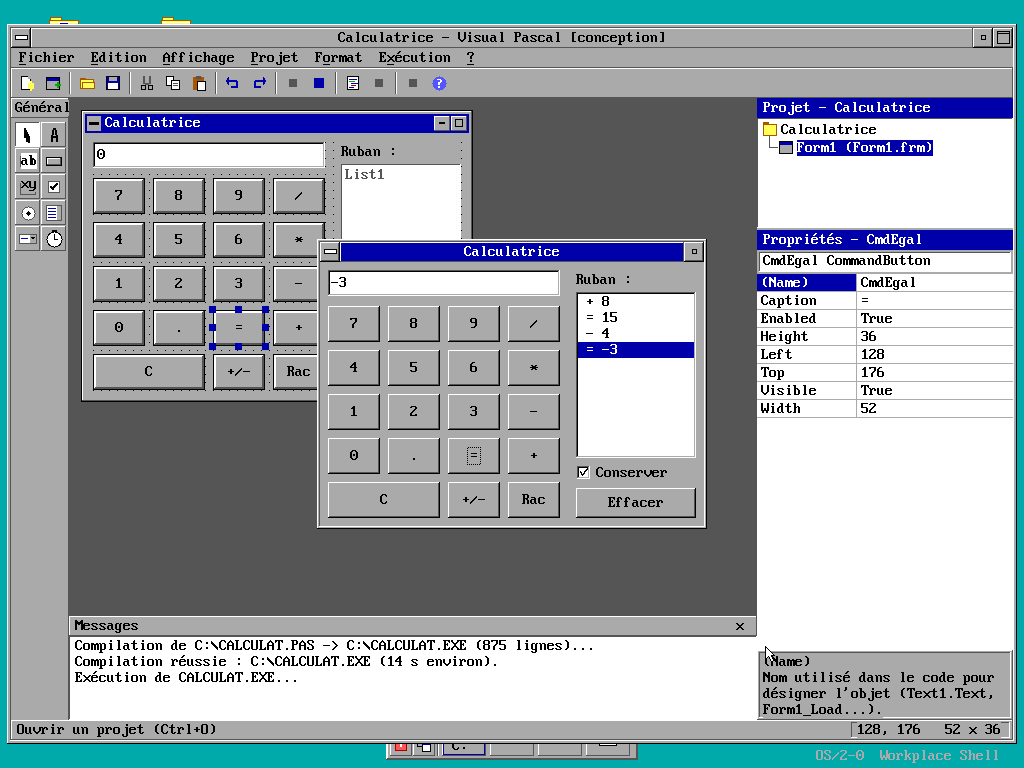 Calculatrice - Visual Pascal [conception]
Fichier Edition Affichage Projet Format Exécution ?
Général
A
ab
xy
Calculatrice
0
Ruban :
List1
7 8 9 /
4 5 6 *
1 2 3 -
0 . = +
C +/- Rac
Calculatrice
-3
Ruban :
+ 8
= 15
- 4
= -3
7 8 9 /
4 5 6 *
1 2 3 -
0 . = +
C +/- Rac
Conserver
Effacer
Projet - Calculatrice
Calculatrice
Form1 (Form1.frm)
Propriétés - CmdEgal
CmdEgal CommandButton
(Name) CmdEgal
Caption =
Enabled True
Height 36
Left 128
Top 176
Visible True
Width 52
Messages
Compilation de C:\CALCULAT.PAS -> C:\CALCULAT.EXE (875 lignes)...
Compilation réussie : C:\CALCULAT.EXE (14 s environ).
Exécution de CALCULAT.EXE...
(Name)
Nom utilisé dans le code pour
désigner l'objet (Text1.Text,
Form1_Load...).
Ouvrir un projet (Ctrl+O)
128, 176 52 × 36
C:
OS/2-0 Workplace Shell